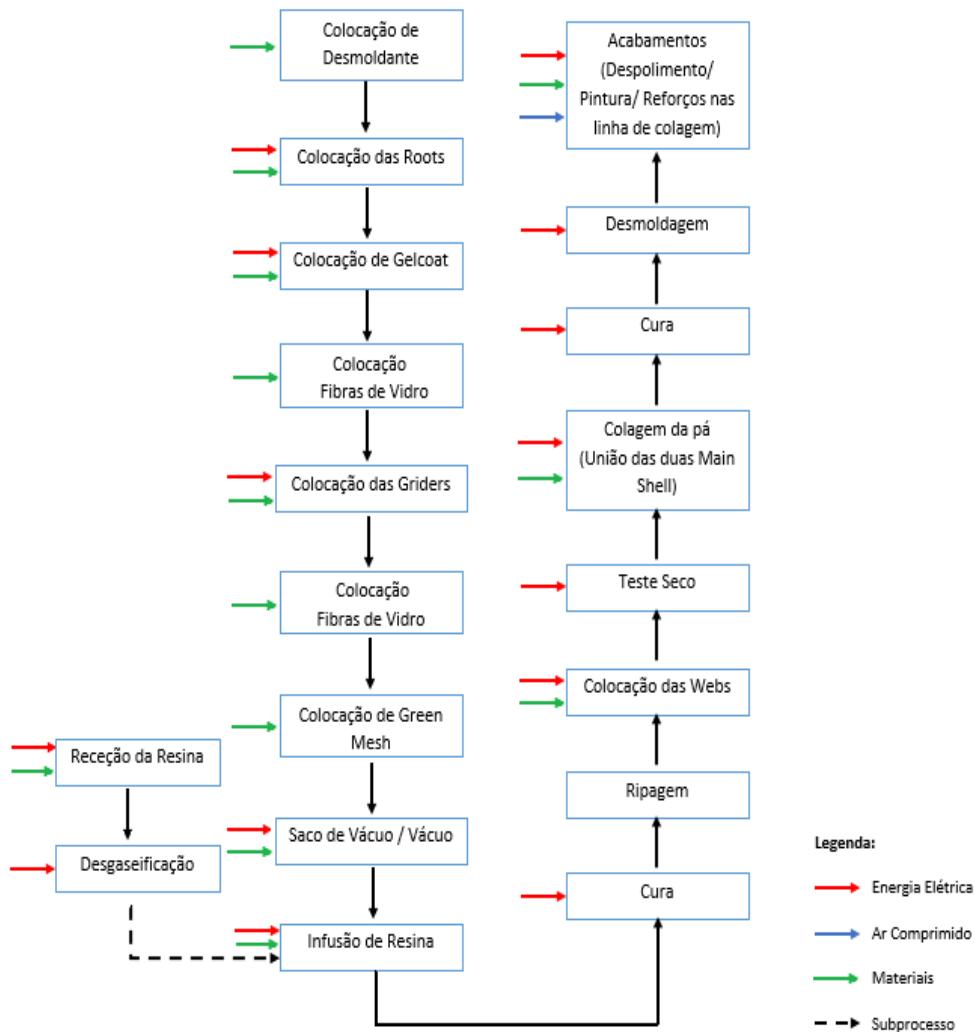 Colocação de
Desmoldante
Colocação das Roots
Colocação de Gelcoat
Colocação
Fibras de Vidro
Colocação das Griders
Colocação
Fibras de Vidro
Colocação de Green
Mesh
Receção da Resina
Desgaseificação
Saco de Vácuo / Vácuo
Infusão de Resina
Acabamentos
(Despolimento/
Pintura/ Reforços nas
linha de colagem)
Desmoldagem
Cura
Colagem da pá
(União das duas Main
Shell)
Teste Seco
Colocação das Webs
Ripagem
Cura
Legenda:
Energia Elétrica
Ar Comprimido
Materiais
Subprocesso